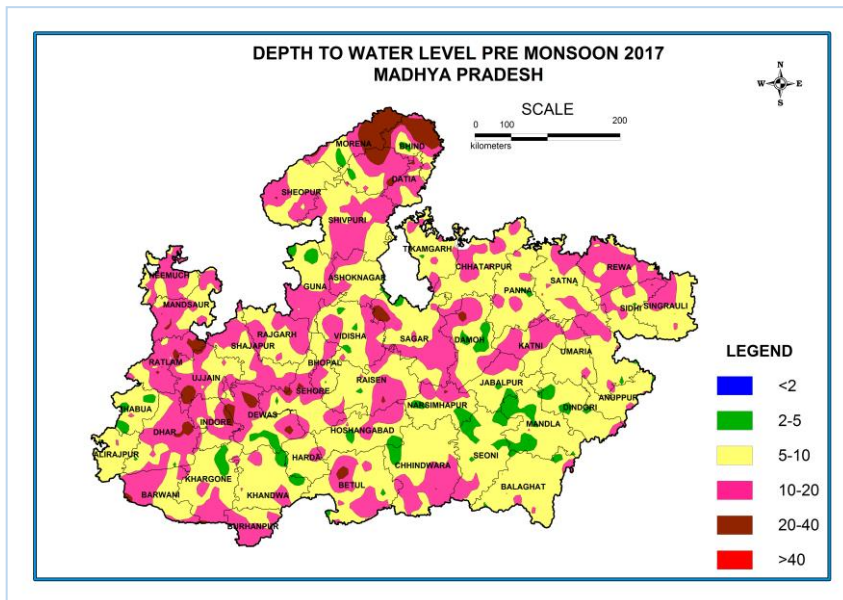 DEPTH TO WATER LEVEL PRE MONSOON 2017
MADHYA PRADESH
N
W E
S
SCALE
0 100 200
kilometers
MORENA
BHIND
DATIA
SHEOPUR
SHIVPURI
TIKAMGARH
CHHATARPUR
REWA
NEEMUCH
GUNA
ASHOKNAGAR
PANNA
SATNA
SIDHI
SINGRAULI
MANDSAUR
RAJGARH
VIDISHA
SAGAR
DAMOH
KATNI
SHAJAPUR
UMARIA
RATLAM
BHOPAL
UJJAIN
RAISEN
JABALPUR
SEHORE
ANUPPUR
JHABUA
DEWAS
NARSIMHAPUR
DINDORI
INDORE
MANDLA
DHAR
HOSHANGABAD
ALIRAJPUR
HARDA
SEONI
CHHINDWARA
KHARGONE
BETUL
BARWANI
KHANDWA
BALAGHAT
BURHANPUR
LEGEND
<2
2-5
5-10
10-20
20-40
>40